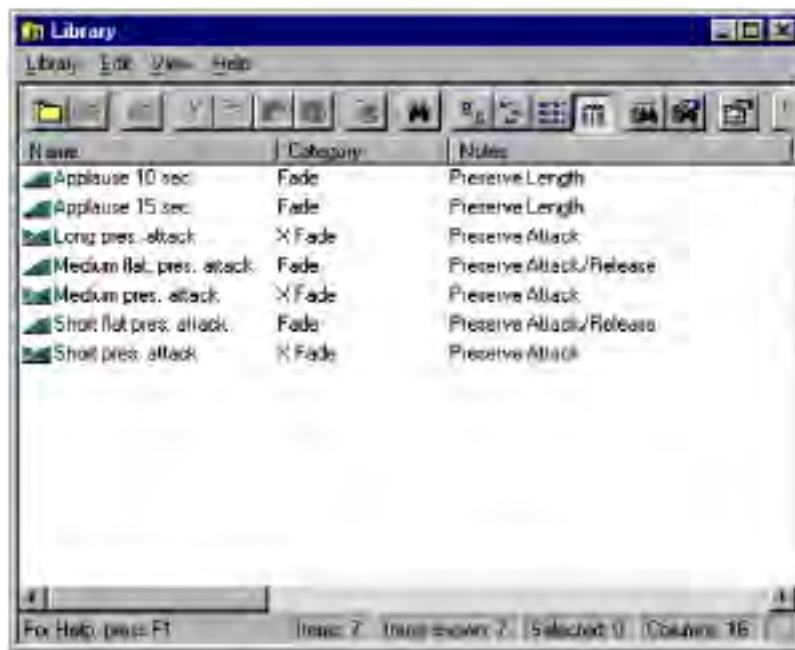 Library
Library Edit View Help
Name Category Notes
Applause 10 sec. Fade Preserve Length
Applause 15 sec. Fade Preserve Length
Long pres. attack X Fade Preserve Attack
Medium flat, pres. attack Fade Preserve Attack/Release
Medium pres. attack X Fade Preserve Attack
Short flat pres. attack Fade Preserve Attack/Release
Short pres. attack X Fade Preserve Attack
For Help, press F1 Items: 7 Items shown: 7 Selected: 0 Columns: 16